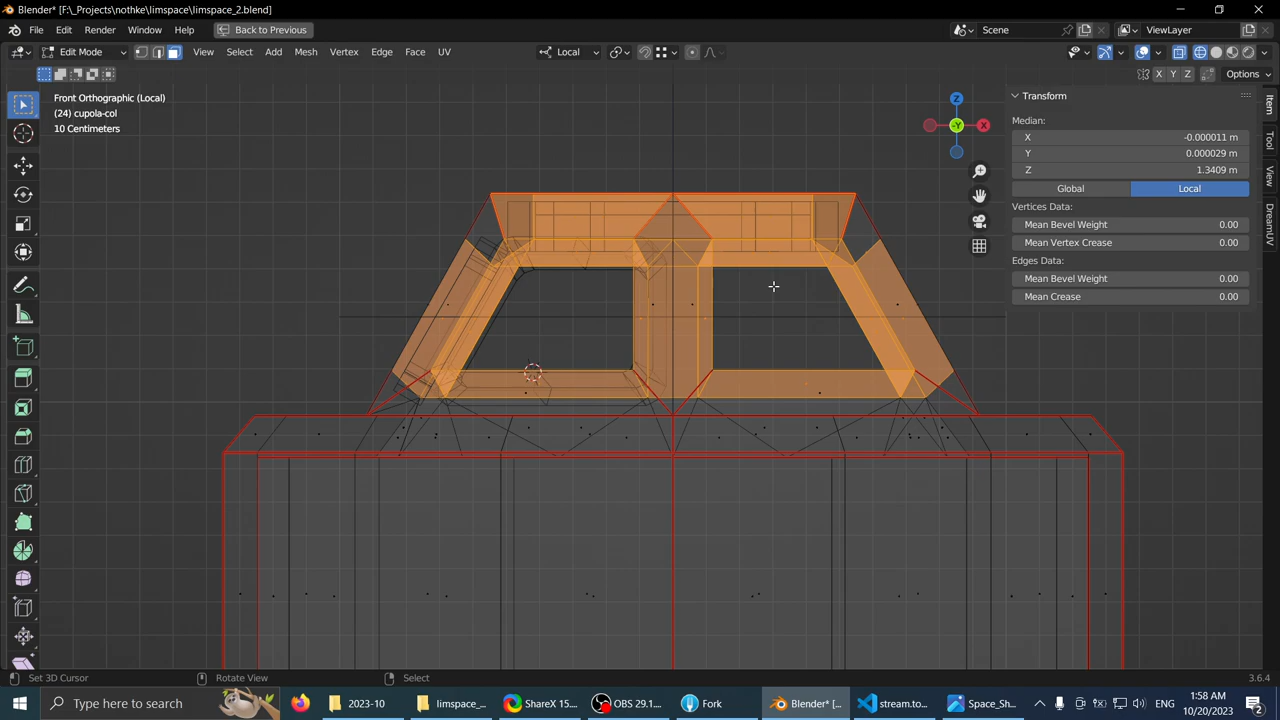 Blender* [F:\_Projects\nothke\limspace\limspace_2.blend]
File Edit Render Window Help Back to Previous Scene ViewLayer
Edit Mode View Select Add Mesh Vertex Edge Face UV Local
X Y Z Options
Front Orthographic (Local)
(24) cupola-col
10 Centimeters
Z
X
-Y
Transform
Median:
X -0.000011 m
Y 0.000029 m
Z 1.3409 m
Global Local
Vertices Data:
Mean Bevel Weight 0.00
Mean Vertex Crease 0.00
Edges Data:
Mean Bevel Weight 0.00
Mean Crease 0.00
Item
Tool
View
DreamUV
Set 3D Cursor Rotate View Select 3.6.4
Type here to search 2023-10 limspace_... ShareX 15.... OBS 29.1.... Fork Blender* [... stream.to... Space_Sh... ENG 1:58 AM
10/20/2023 2